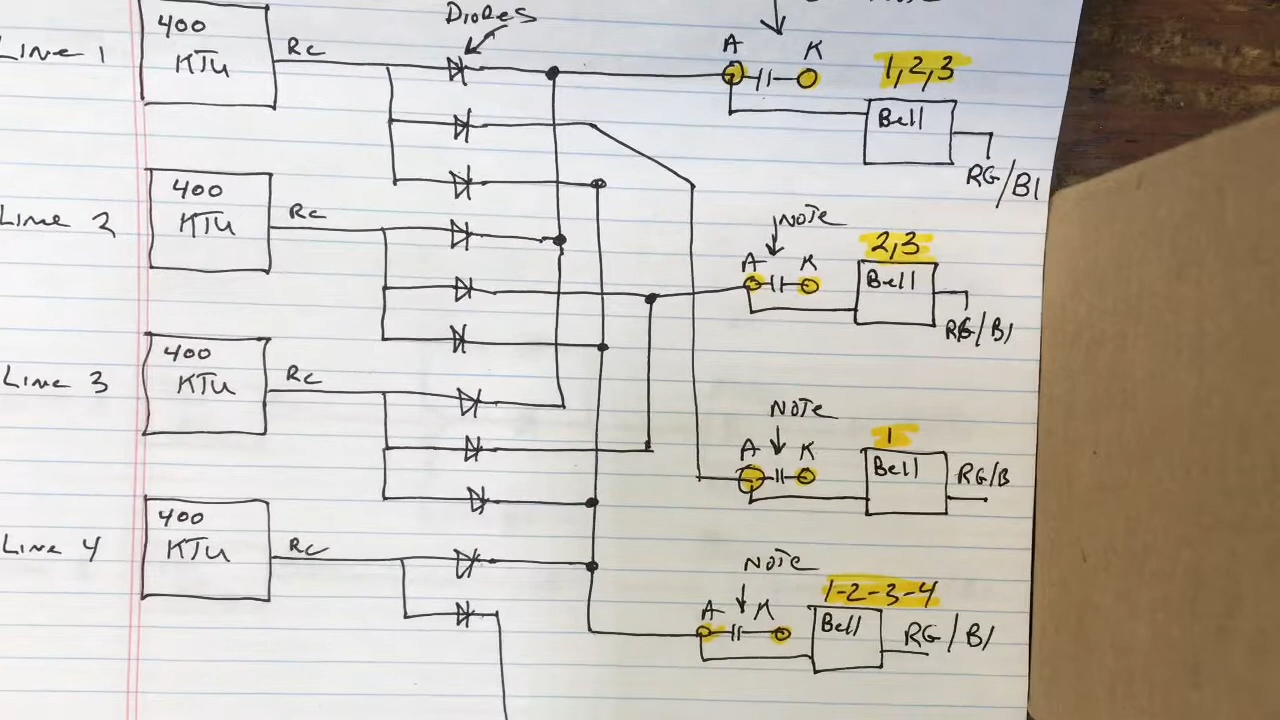 Diodes
Line 1
400
KTU
Rc
A K
1,2,3
Bell
RG/Bl
Line 2
400
KTU
Rc
NOTE
A K
2,3
Bell
RG/Bl
Line 3
400
KTU
Rc
NOTE
A K
1
Bell
RG/B
Line 4
400
KTU
Rc
NOTE
A K
1-2-3-4
Bell
RG/Bl